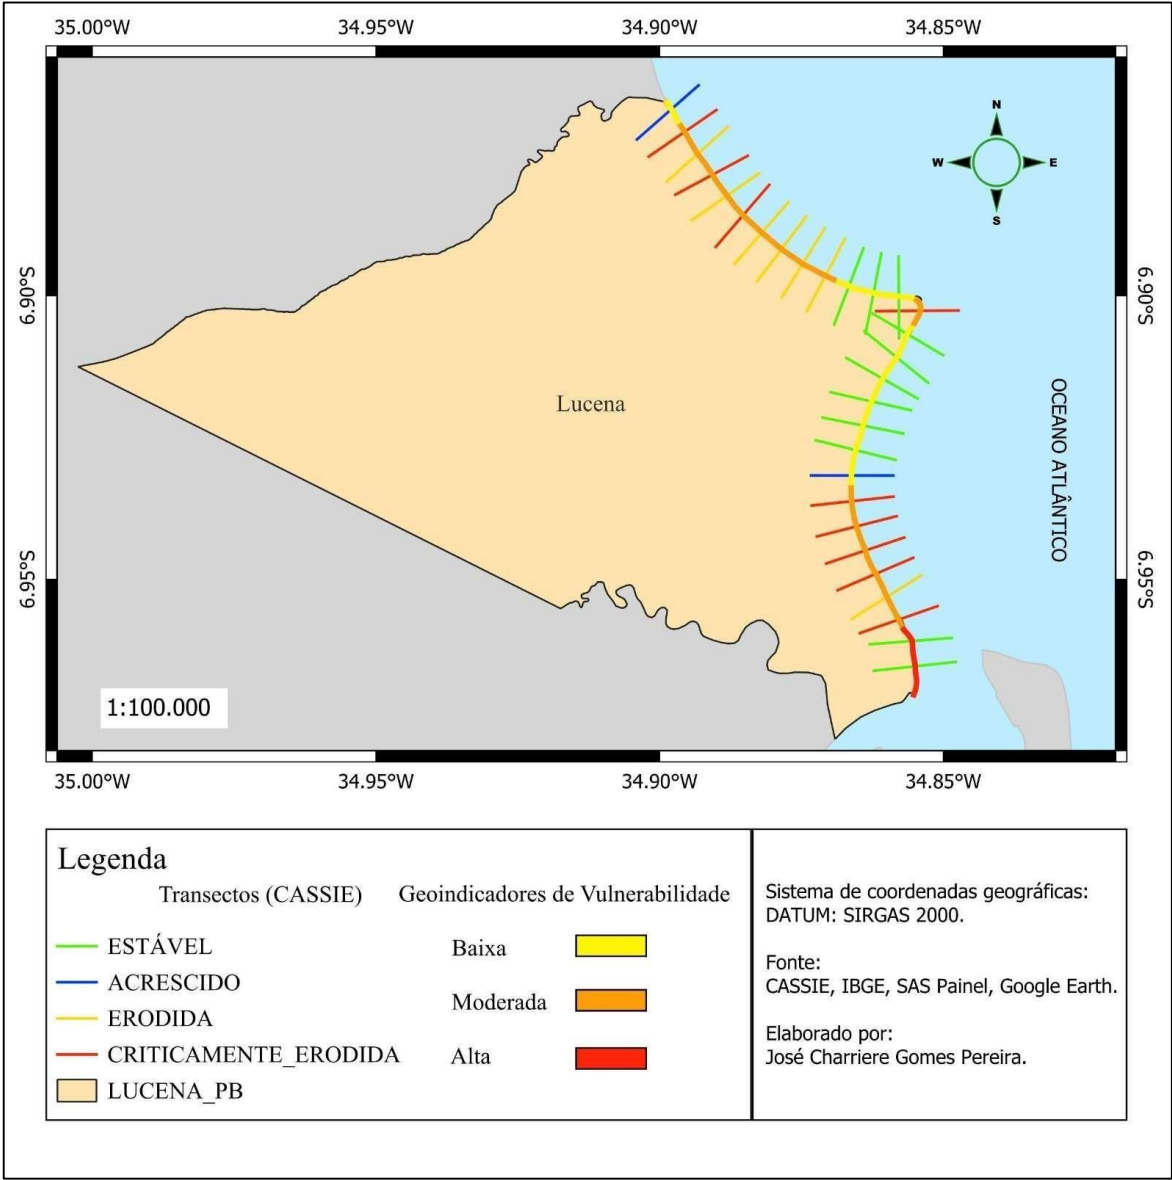 35.00°W 34.95°W 34.90°W 34.85°W
N
W E
S
6.90°S 6.90°S
OCEANO ATLÂNTICO
Lucena
6.95°S 6.95°S
1:100.000
35.00°W 34.95°W 34.90°W 34.85°W
Legenda
Transectos (CASSIE)
ESTÁVEL
ACRESCIDO
ERODIDA
CRITICAMENTE_ERODIDA
LUCENA_PB
Geoindicadores de Vulnerabilidade
Baixa
Moderada
Alta
Sistema de coordenadas geográficas:
DATUM: SIRGAS 2000.
Fonte:
CASSIE, IBGE, SAS Painel, Google Earth.
Elaborado por:
José Charriere Gomes Pereira.